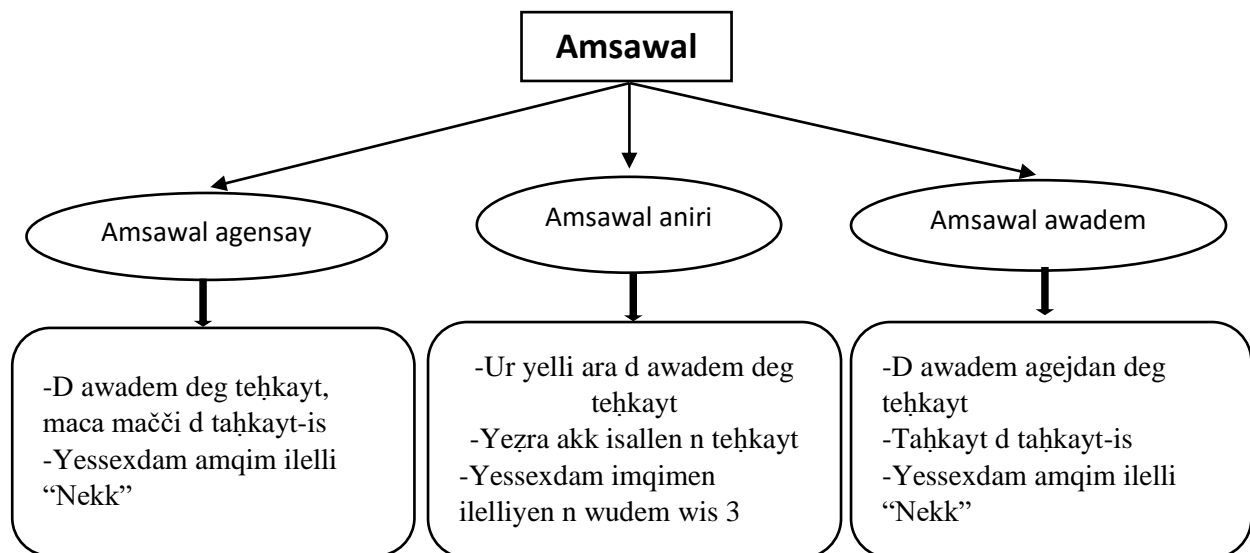 Amsawal
Amsawal agensay
Amsawal aniri
Amsawal awadem
-D awadem deg teḥkayt,
maca mačči d taḥkayt-is
-Yessexdam amqim ilelli
“Nekk”
-Ur yelli ara d awadem deg
teḥkayt
-Yeẓra akk isallen n teḥkayt
-Yessexdam imqimen
ilelliyen n wudem wis 3
-D awadem agejdan deg
teḥkayt
-Taḥkayt d taḥkayt-is
-Yessexdam amqim ilelli
“Nekk”